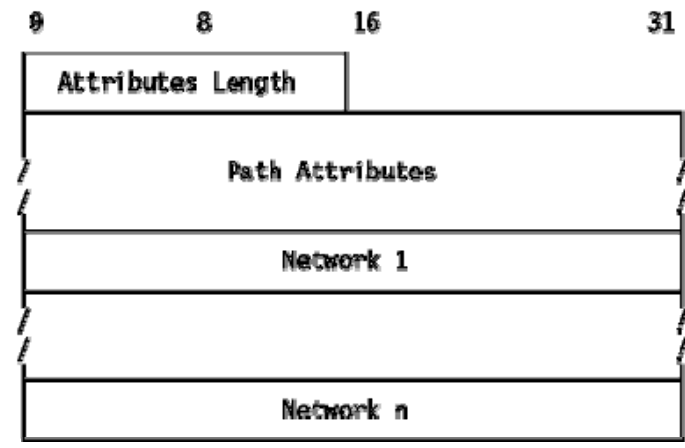 0 8 16 31
Attributes Length
Path Attributes
Network 1
Network n